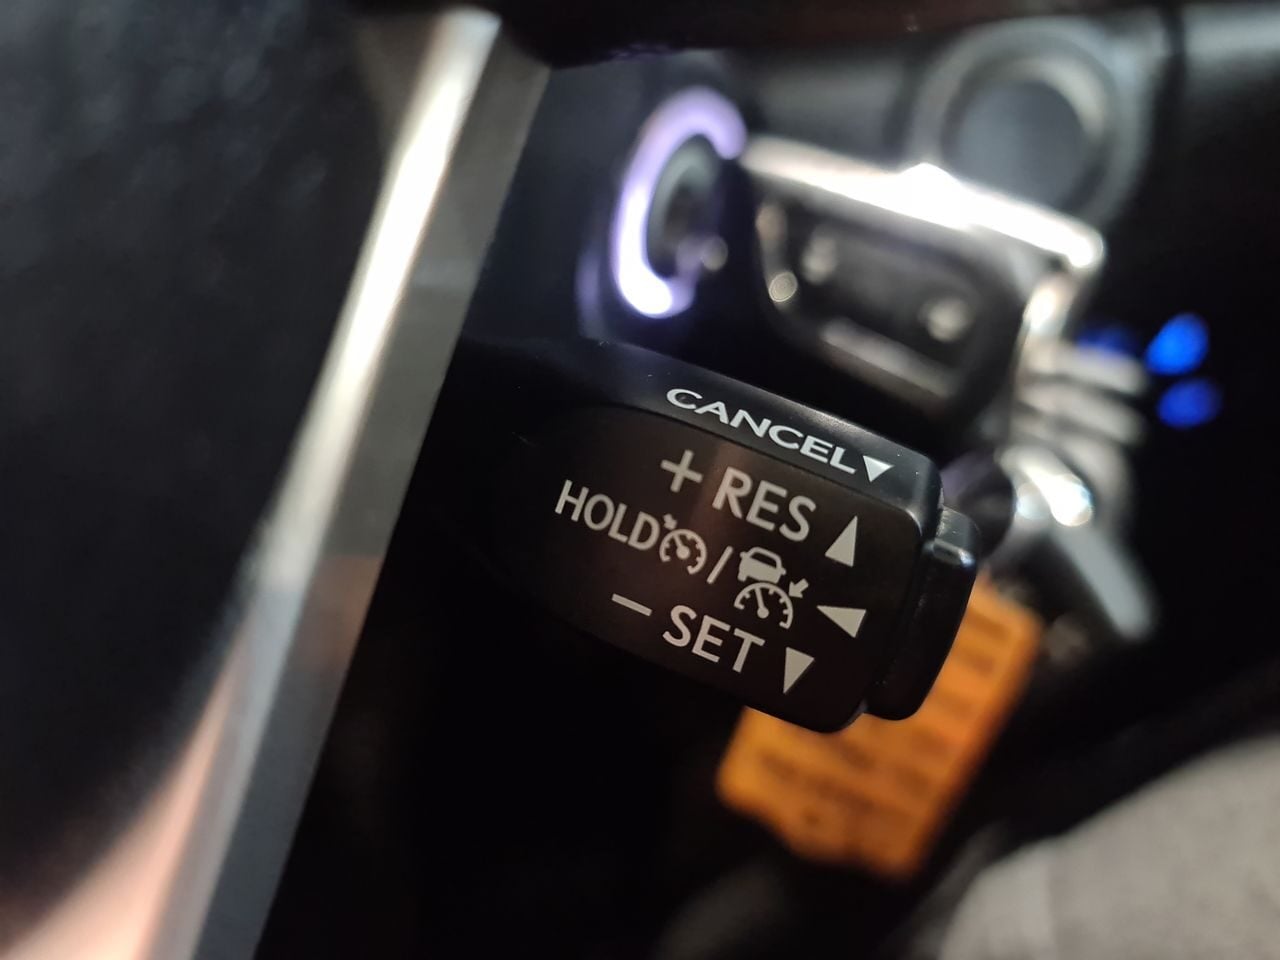 CANCEL▼
+ RES ▲
HOLD / ◀
− SET ▼